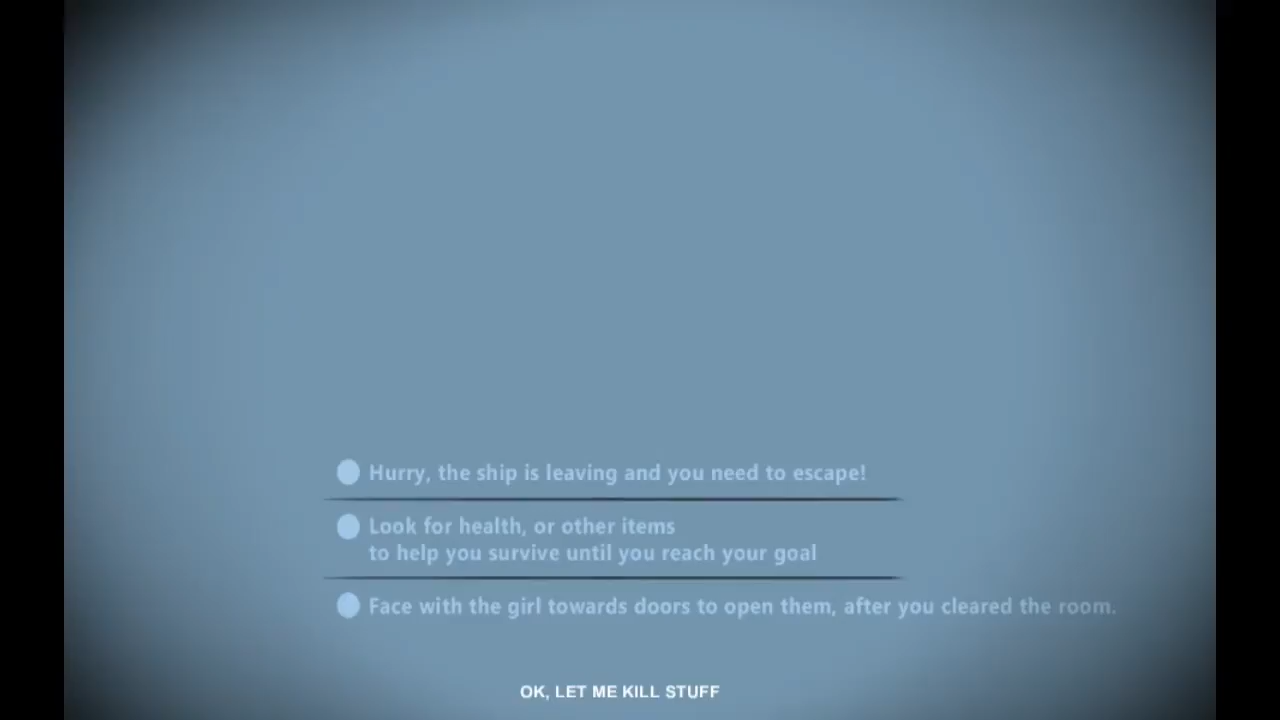 Hurry, the ship is leaving and you need to escape!
Look for health, or other items
to help you survive until you reach your goal
Face with the girl towards doors to open them, after you cleared the room.
OK, LET ME KILL STUFF